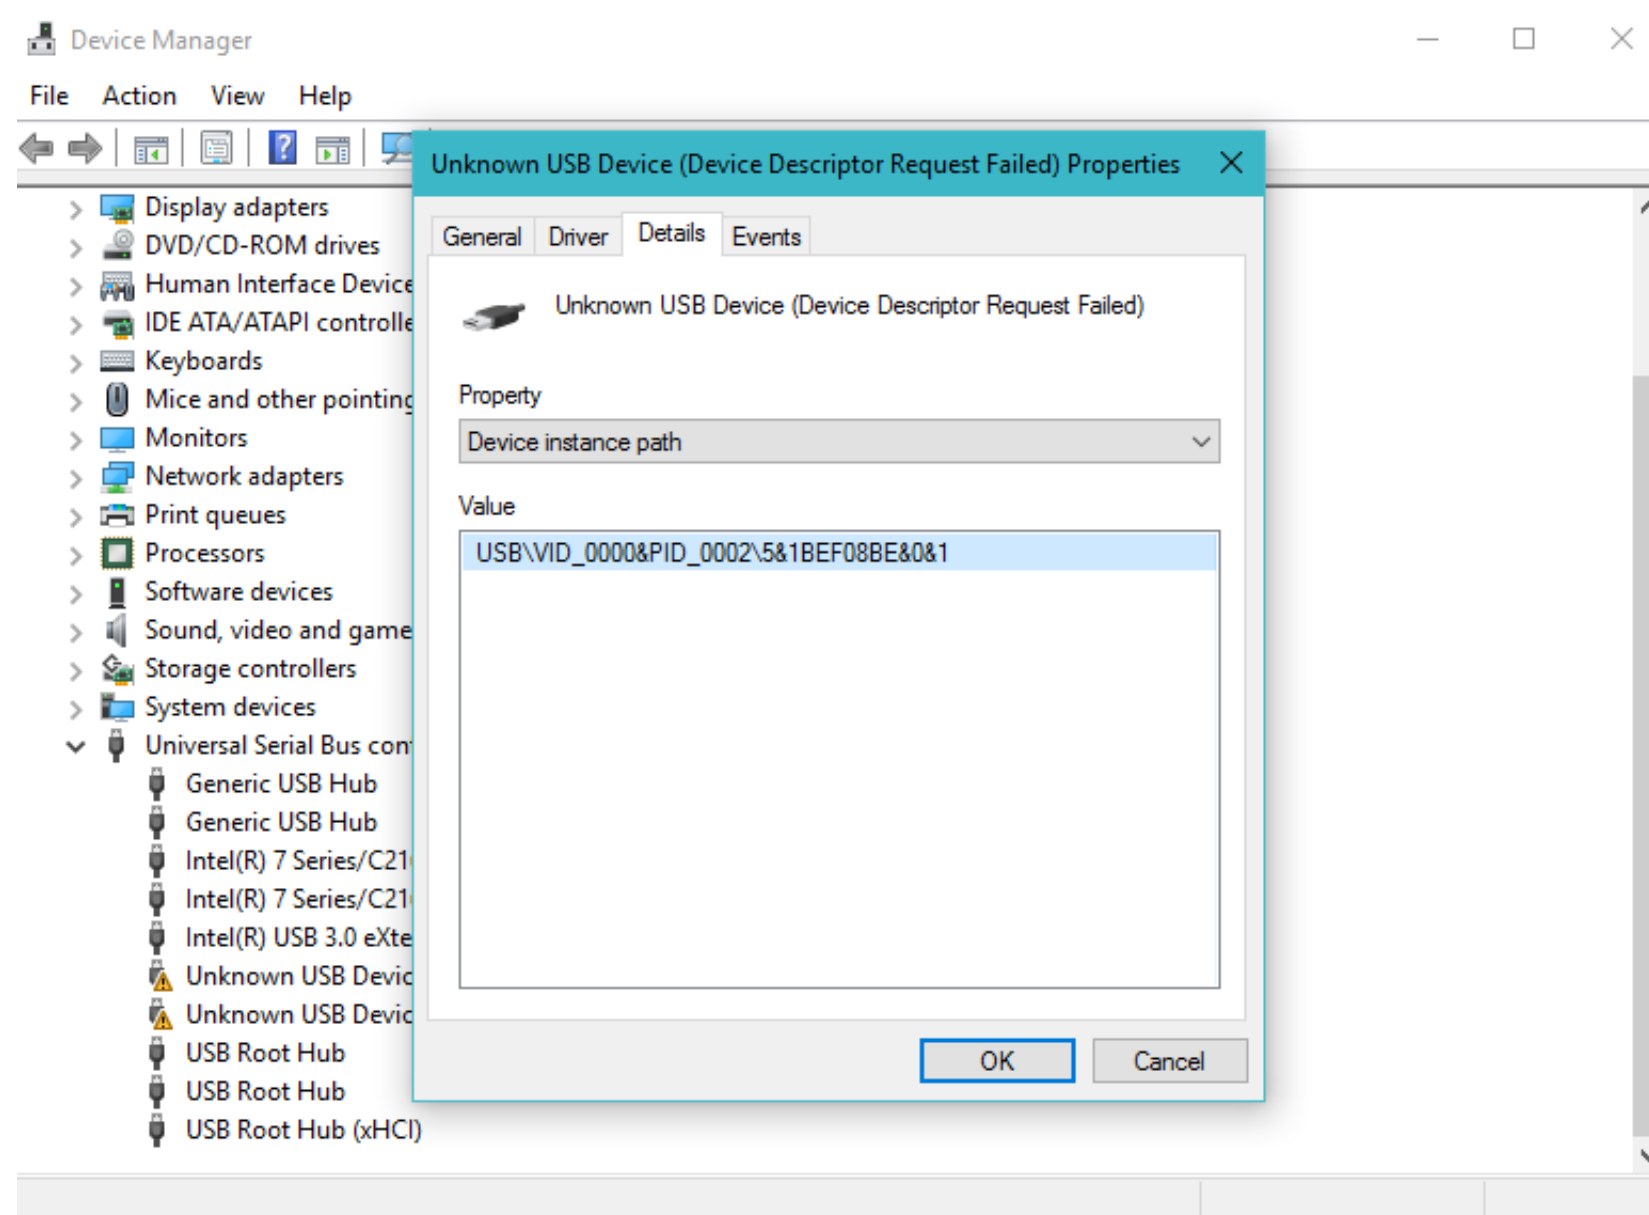 Device Manager
File Action View Help
Unknown USB Device (Device Descriptor Request Failed) Properties
General Driver Details Events
Unknown USB Device (Device Descriptor Request Failed)
Property
Device instance path
Value
USB\VID_0000&PID_0002\5&1BEF08BE&0&1
OK Cancel
Display adapters
DVD/CD-ROM drives
Human Interface Device
IDE ATA/ATAPI controlle
Keyboards
Mice and other pointing
Monitors
Network adapters
Print queues
Processors
Software devices
Sound, video and game
Storage controllers
System devices
Universal Serial Bus con
Generic USB Hub
Generic USB Hub
Intel(R) 7 Series/C21
Intel(R) 7 Series/C21
Intel(R) USB 3.0 eXte
Unknown USB Devic
Unknown USB Devic
USB Root Hub
USB Root Hub
USB Root Hub (xHCI)